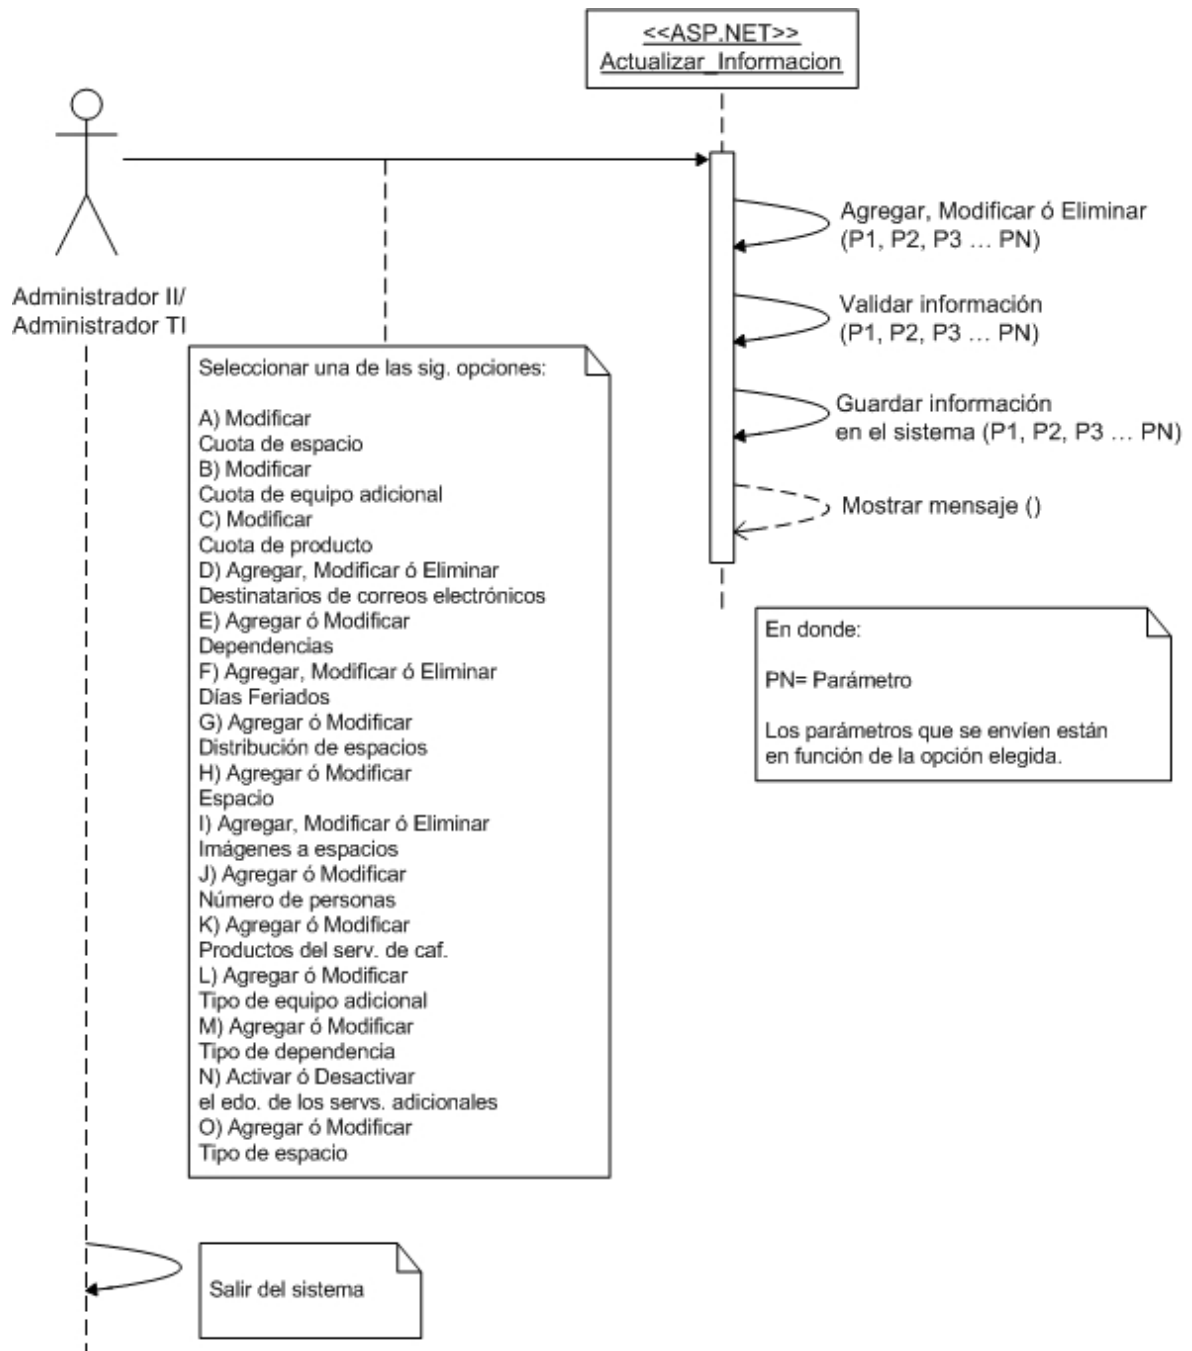 <<ASP.NET>>
Actualizar_Informacion
Administrador II/
Administrador TI
Agregar, Modificar ó Eliminar
(P1, P2, P3 … PN)
Validar información
(P1, P2, P3 … PN)
Guardar información
en el sistema (P1, P2, P3 … PN)
Mostrar mensaje ()
Seleccionar una de las sig. opciones:
A) Modificar
Cuota de espacio
B) Modificar
Cuota de equipo adicional
C) Modificar
Cuota de producto
D) Agregar, Modificar ó Eliminar
Destinatarios de correos electrónicos
E) Agregar ó Modificar
Dependencias
F) Agregar, Modificar ó Eliminar
Días Feriados
G) Agregar ó Modificar
Distribución de espacios
H) Agregar ó Modificar
Espacio
I) Agregar, Modificar ó Eliminar
Imágenes a espacios
J) Agregar ó Modificar
Número de personas
K) Agregar ó Modificar
Productos del serv. de caf.
L) Agregar ó Modificar
Tipo de equipo adicional
M) Agregar ó Modificar
Tipo de dependencia
N) Activar ó Desactivar
el edo. de los servs. adicionales
O) Agregar ó Modificar
Tipo de espacio
En donde:
PN= Parámetro
Los parámetros que se envíen están
en función de la opción elegida.
Salir del sistema